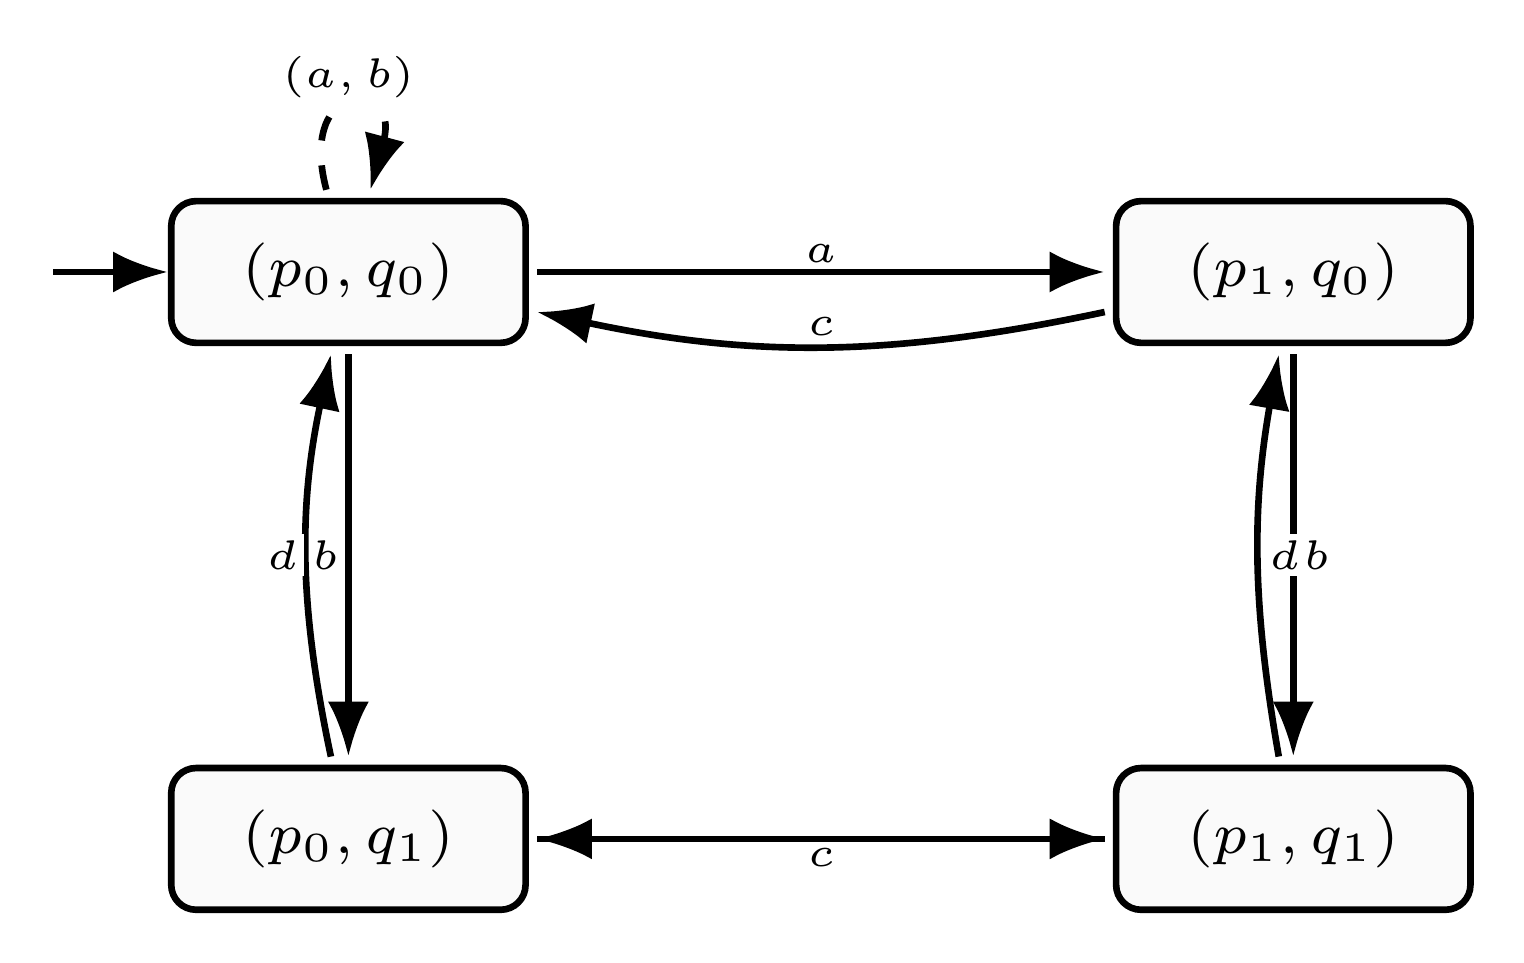 (a, b)
(p₀, q₀)
a
(p₁, q₀)
c
d b
d b
(p₀, q₁)
c
(p₁, q₁)